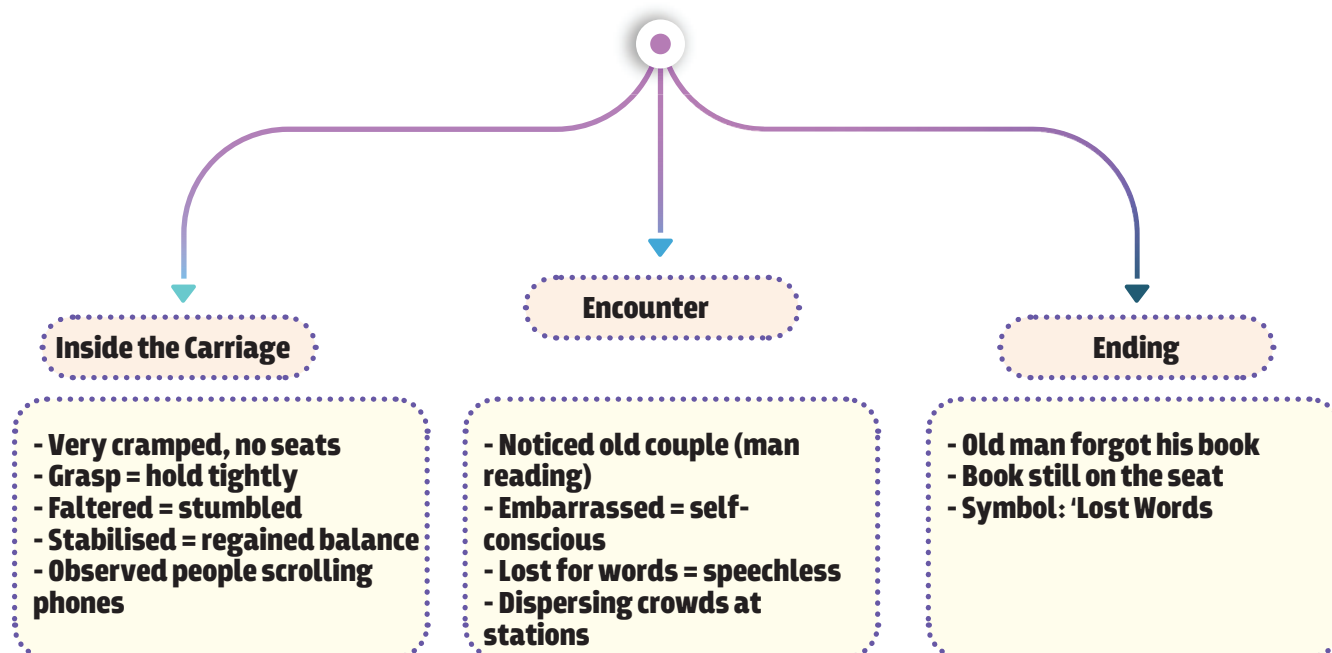 Inside the Carriage
- Very cramped, no seats
- Grasp = hold tightly
- Faltered = stumbled
- Stabilised = regained balance
- Observed people scrolling
phones
Encounter
- Noticed old couple (man
reading)
- Embarrassed = self-
conscious
- Lost for words = speechless
- Dispersing crowds at
stations
Ending
- Old man forgot his book
- Book still on the seat
- Symbol: ‘Lost Words